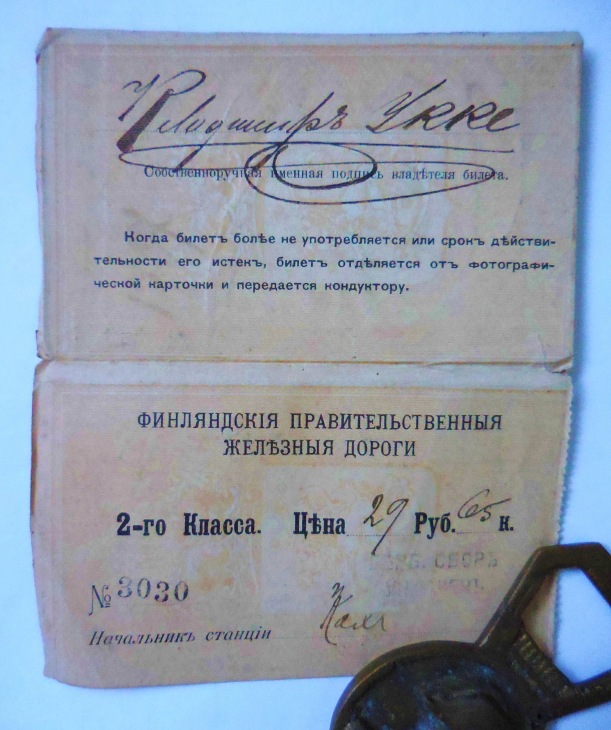 Владимиръ Укке
Собственноручная именная подпись владѣтеля билета.
Когда билетъ болѣе не употребляется или срокъ дѣйстви-
тельности его истекъ, билетъ отдѣляется отъ фотографи-
ческой карточки и передается кондуктору.
ФИНЛЯНДСКІЯ ПРАВИТЕЛЬСТВЕННЫЯ
ЖЕЛѢЗНЫЯ ДОРОГИ
2-го Класса. Цѣна 29 Руб. 65 к.
СБОРЪ
№ 3030
Начальникъ станціи